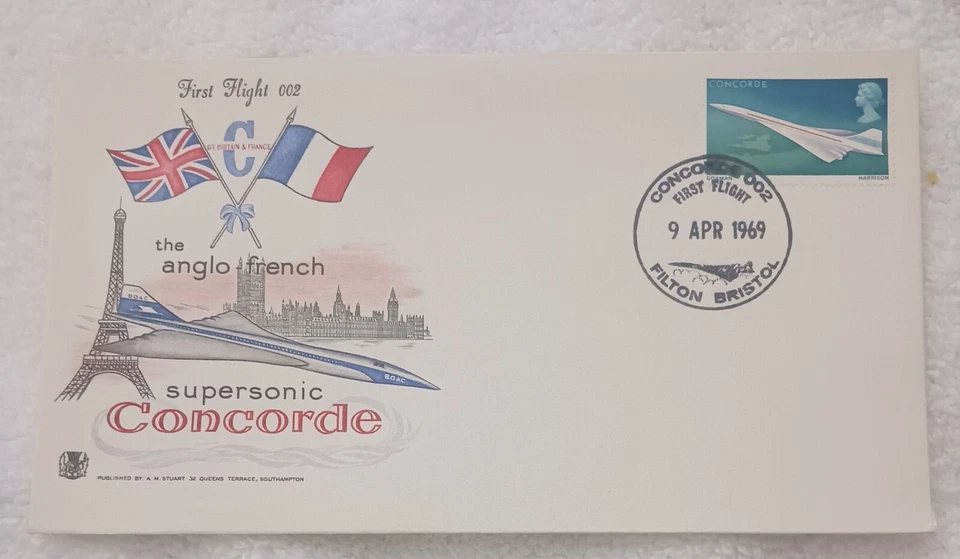 First Flight 002
C
GT. BRITAIN & FRANCE
the
anglo french
BOAC
BOAC
supersonic
Concorde
PUBLISHED BY. A. M. STUART 32 QUEENS TERRACE, SOUTHAMPTON
CONCORDE
GOAMAN HARRISON
CONCORDE 002
FIRST FLIGHT
9 APR 1969
FILTON BRISTOL